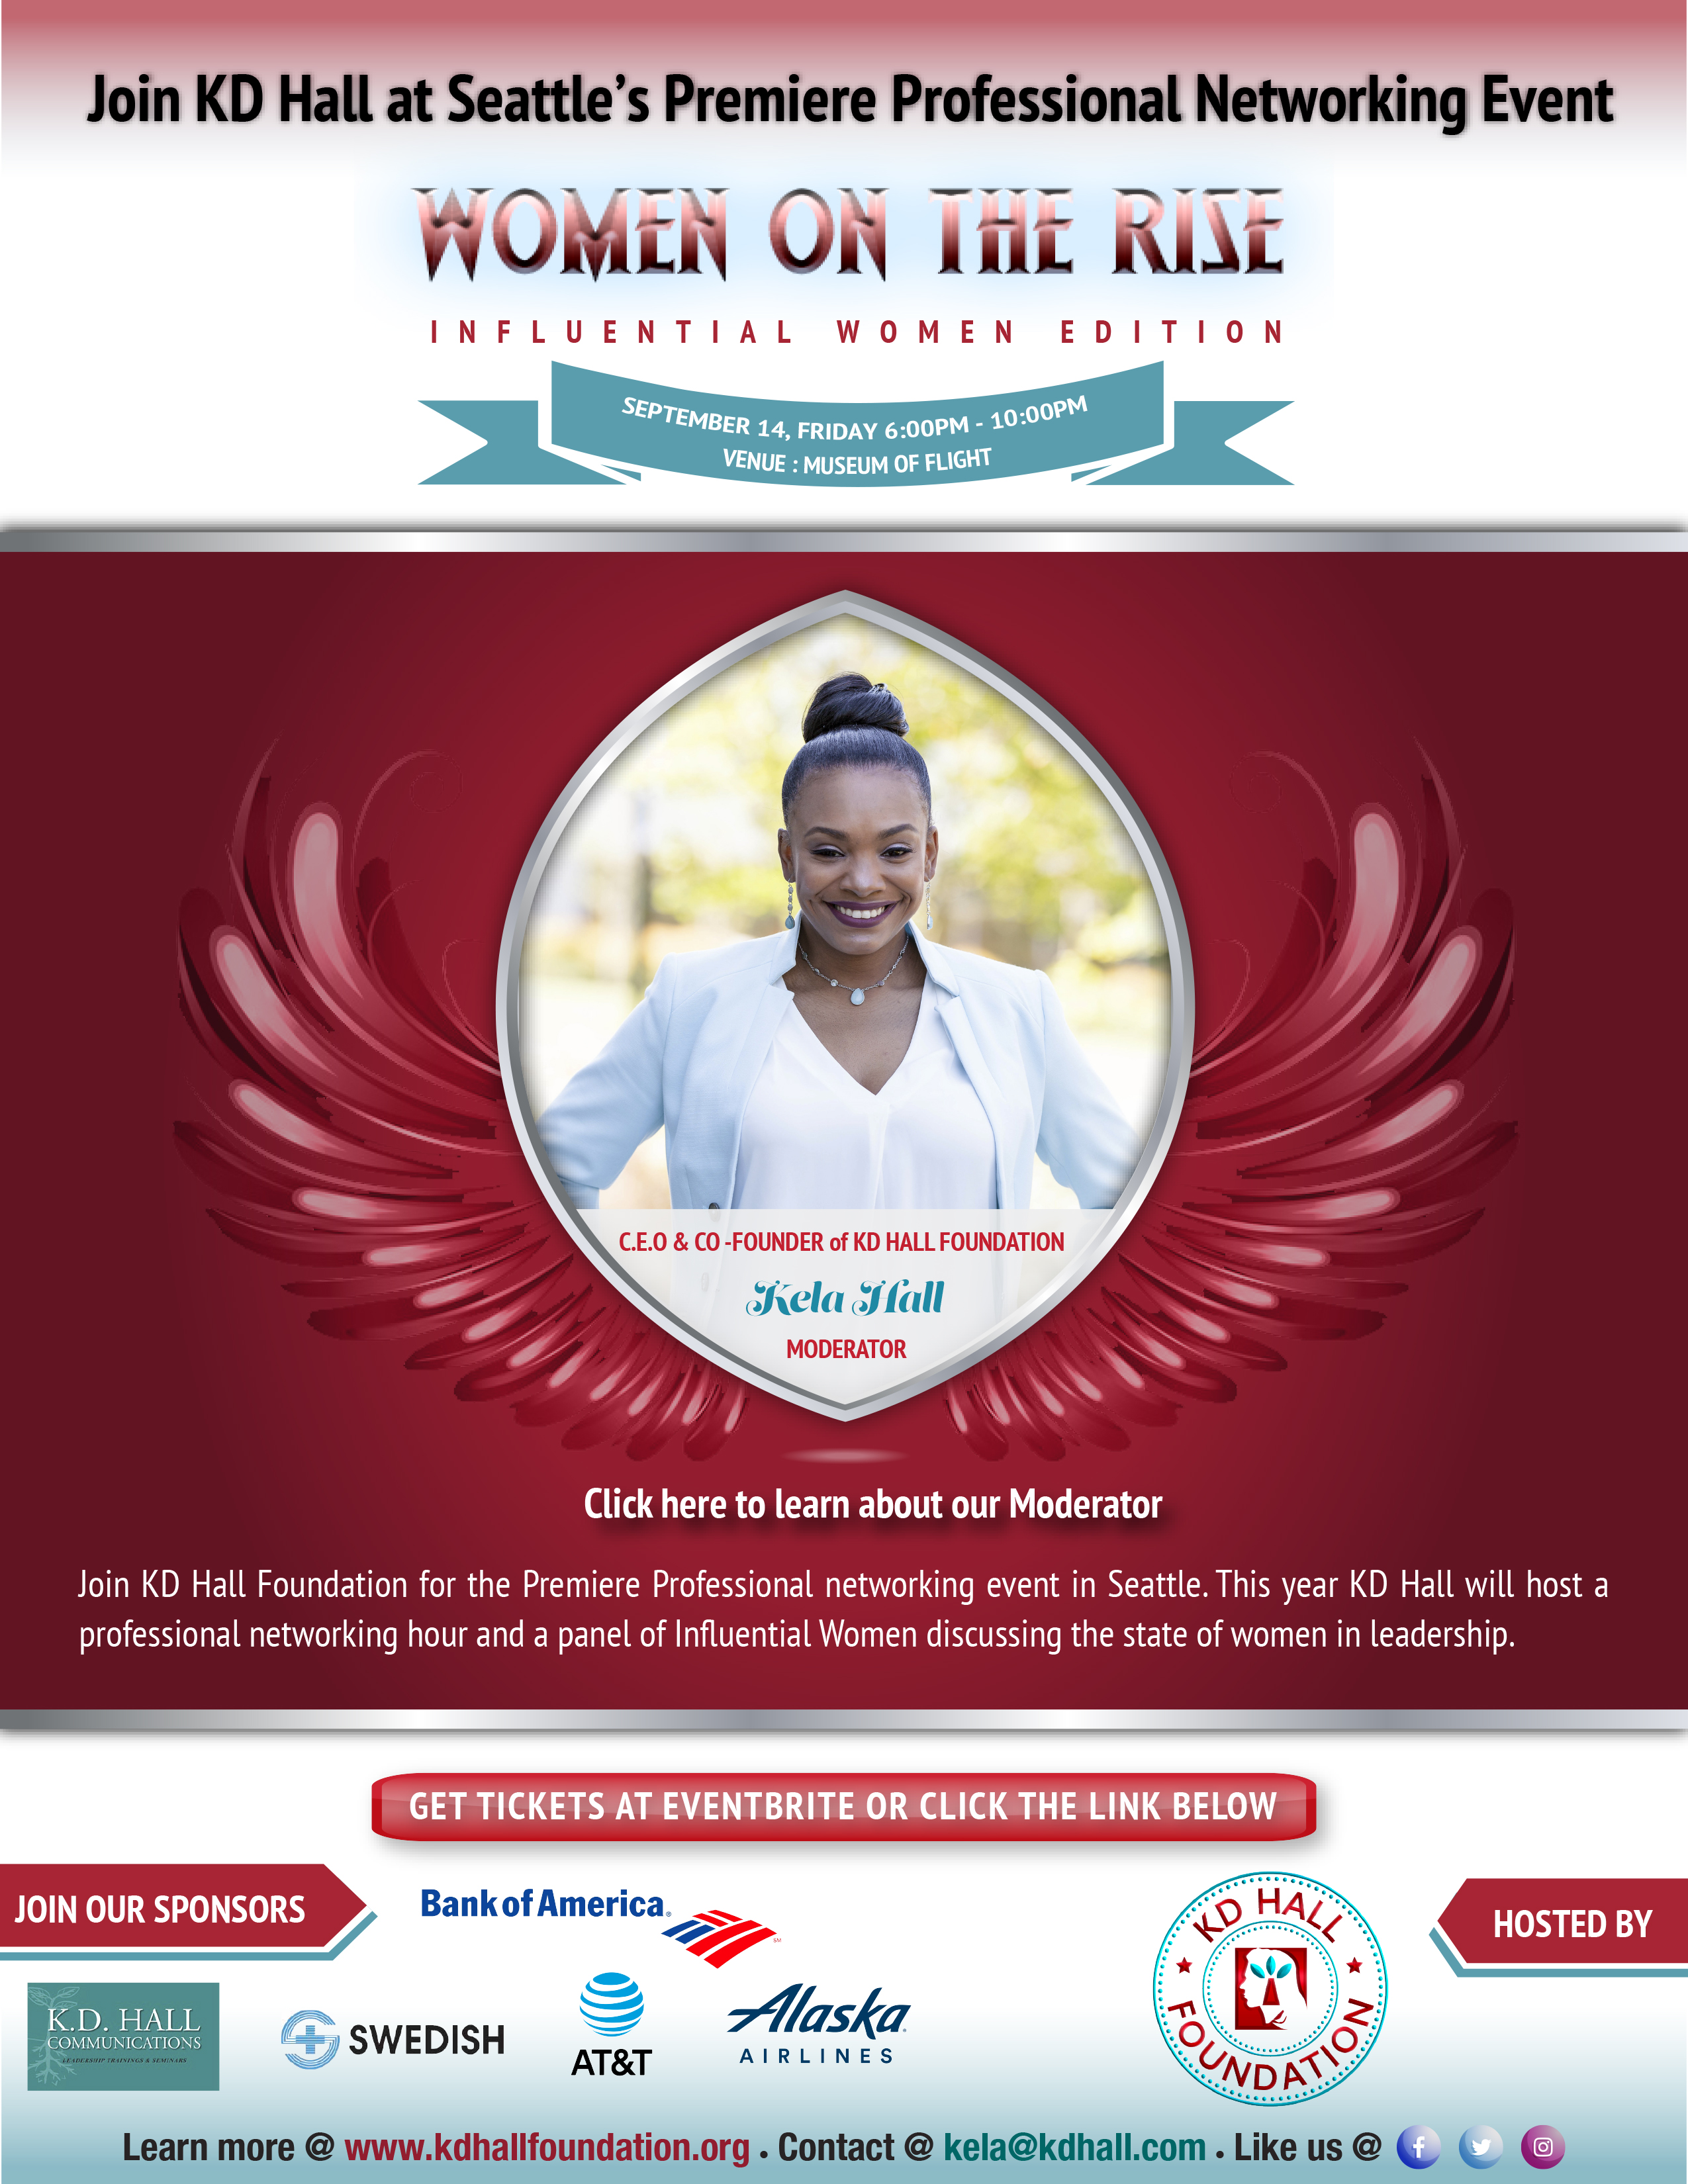 Join KD Hall at Seattle’s Premiere Professional Networking Event
WOMEN ON THE RISE
INFLUENTIAL WOMEN EDITION
SEPTEMBER 14, FRIDAY 6:00PM - 10:00PM
VENUE : MUSEUM OF FLIGHT
C.E.O & CO -FOUNDER of KD HALL FOUNDATION
Kela Hall
MODERATOR
Click here to learn about our Moderator
Join KD Hall Foundation for the Premiere Professional networking event in Seattle. This year KD Hall will host a
professional networking hour and a panel of Influential Women discussing the state of women in leadership.
GET TICKETS AT EVENTBRITE OR CLICK THE LINK BELOW
JOIN OUR SPONSORS
Bank of America
K.D. HALL
COMMUNICATIONS
LEADERSHIP TRAININGS & SEMINARS
SWEDISH
AT&T
Alaska
AIRLINES
KD HALL
FOUNDATION
HOSTED BY
Learn more @ www.kdhallfoundation.org . Contact @ kela@kdhall.com . Like us @